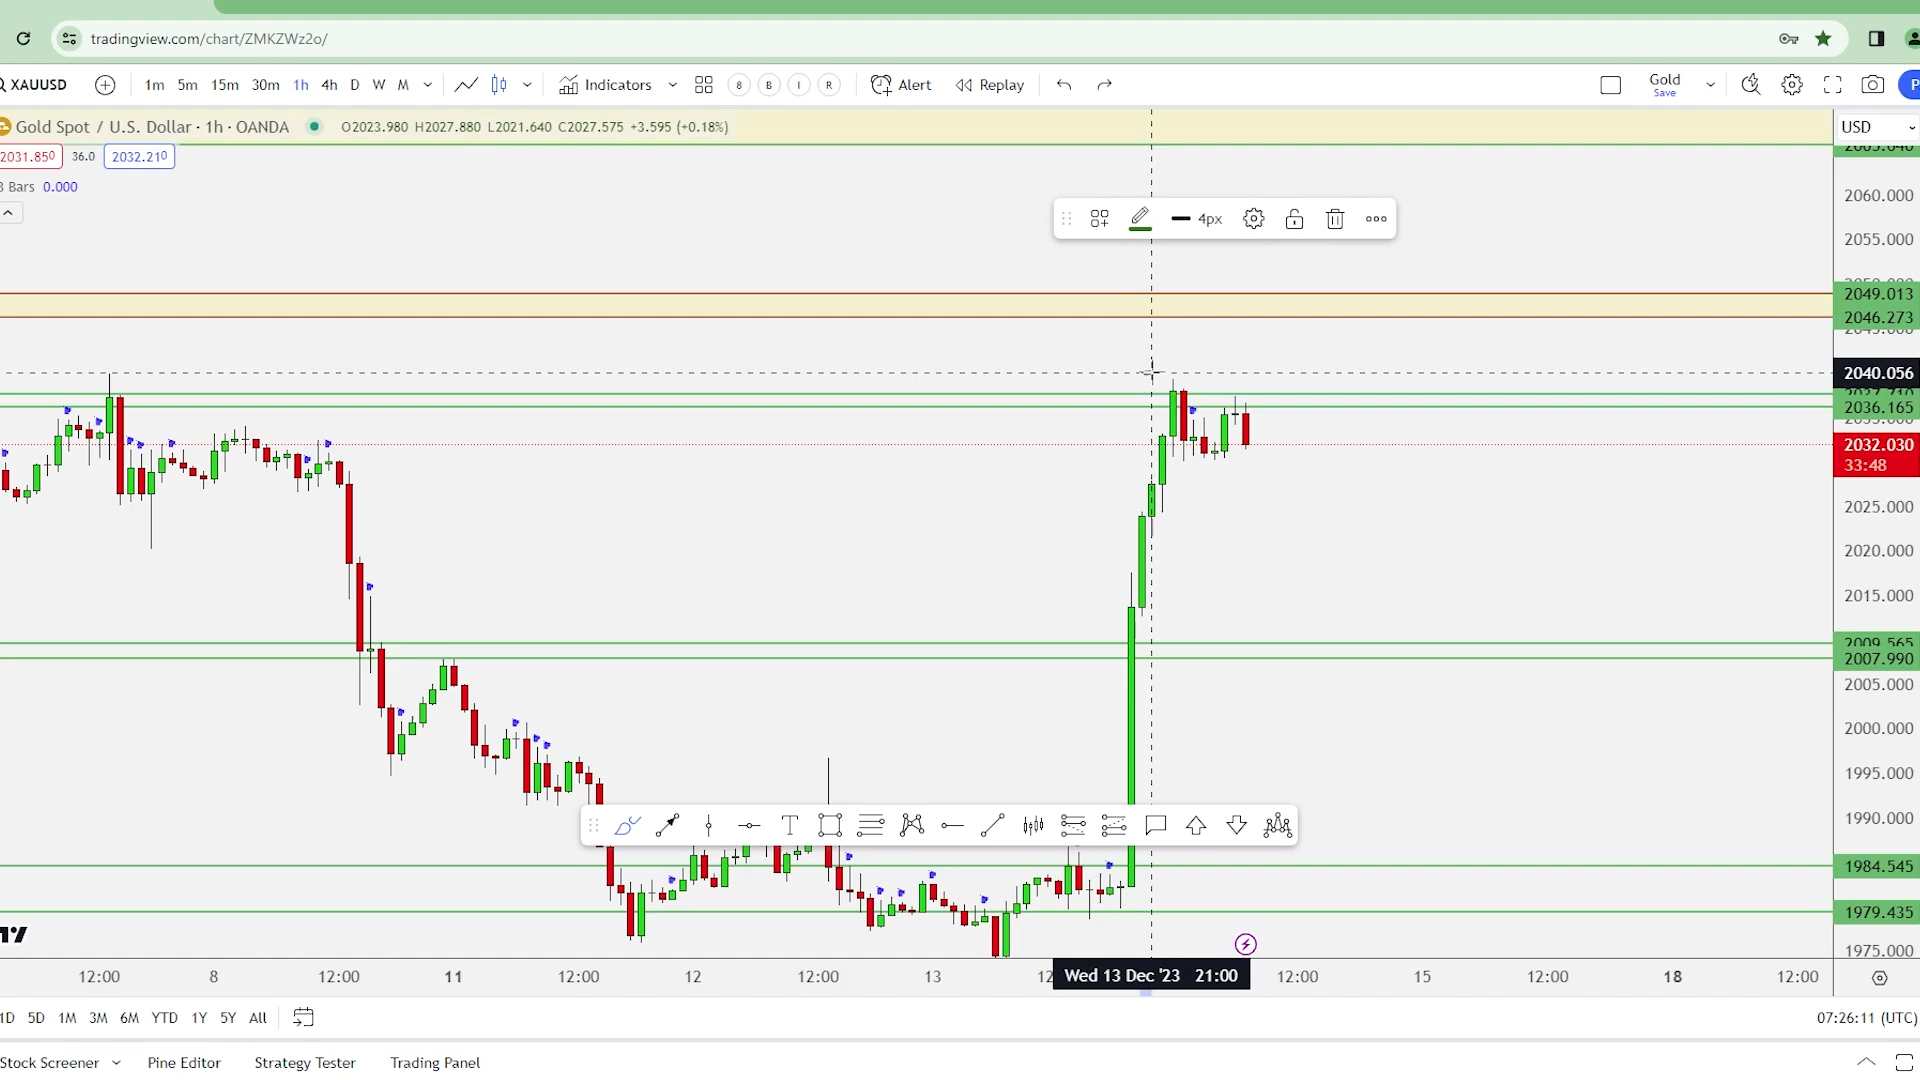 tradingview.com/chart/ZMKZWz2o/
XAUUSD 1m 5m 15m 30m 1h 4h D W M Indicators 8 B I R Alert Replay Gold Save
Gold Spot / U.S. Dollar · 1h · OANDA O2023.980 H2027.880 L2021.640 C2027.575 +3.595 (+0.18%)
USD
2031.850 36.0 2032.210
3 Bars 0.000
4px
2060.000
2055.000
2049.013
2046.273
2040.056
2036.165
2032.030
33:48
2025.000
2020.000
2015.000
2009.565
2007.990
2005.000
2000.000
1995.000
1990.000
1984.545
1979.435
1975.000
12:00 8 12:00 11 12:00 12 12:00 13 Wed 13 Dec '23 21:00 12:00 15 12:00 18 12:00
1D 5D 1M 3M 6M YTD 1Y 5Y All 07:26:11 (UTC)
Stock Screener Pine Editor Strategy Tester Trading Panel